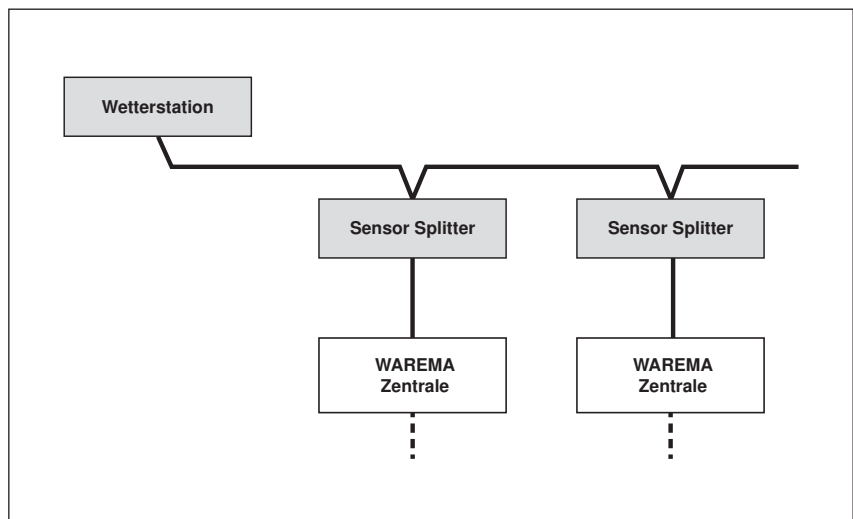 Wetterstation
Sensor Splitter
Sensor Splitter
WAREMA
Zentrale
WAREMA
Zentrale